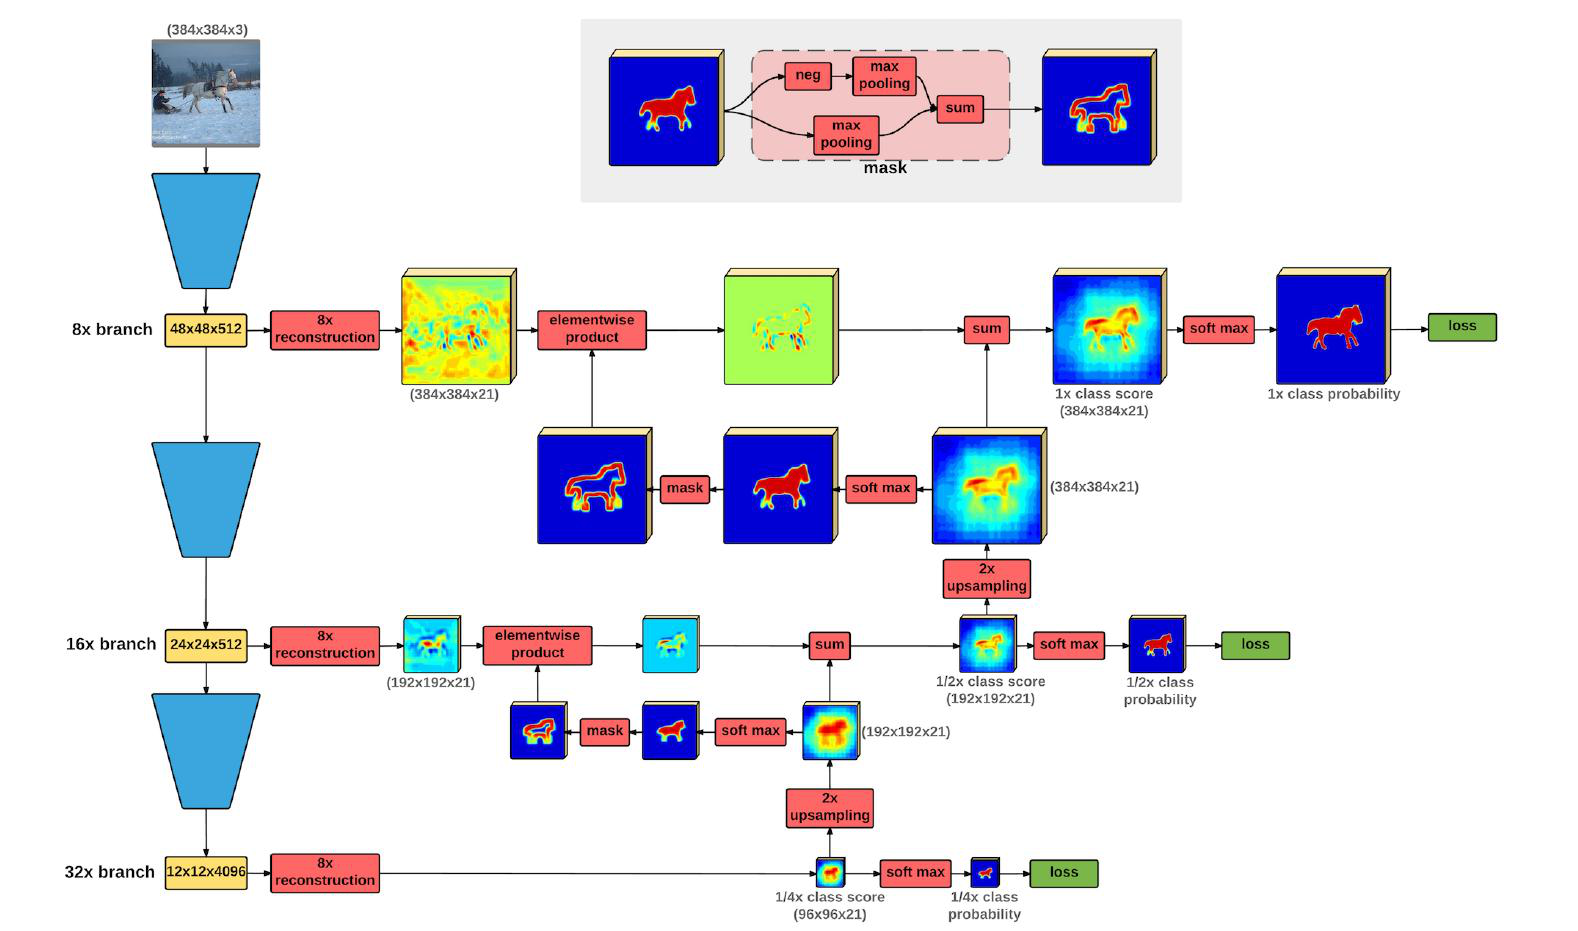 (384x384x3)
neg
max
pooling
sum
max
pooling
mask
8x branch
48x48x512
8x
reconstruction
(384x384x21)
elementwise
product
sum
1x class score
(384x384x21)
soft max
1x class probability
loss
mask
soft max
(384x384x21)
2x
upsampling
16x branch
24x24x512
8x
reconstruction
(192x192x21)
elementwise
product
sum
1/2x class score
(192x192x21)
soft max
1/2x class
probability
loss
mask
soft max
(192x192x21)
2x
upsampling
32x branch
12x12x4096
8x
reconstruction
1/4x class score
(96x96x21)
soft max
1/4x class
probability
loss